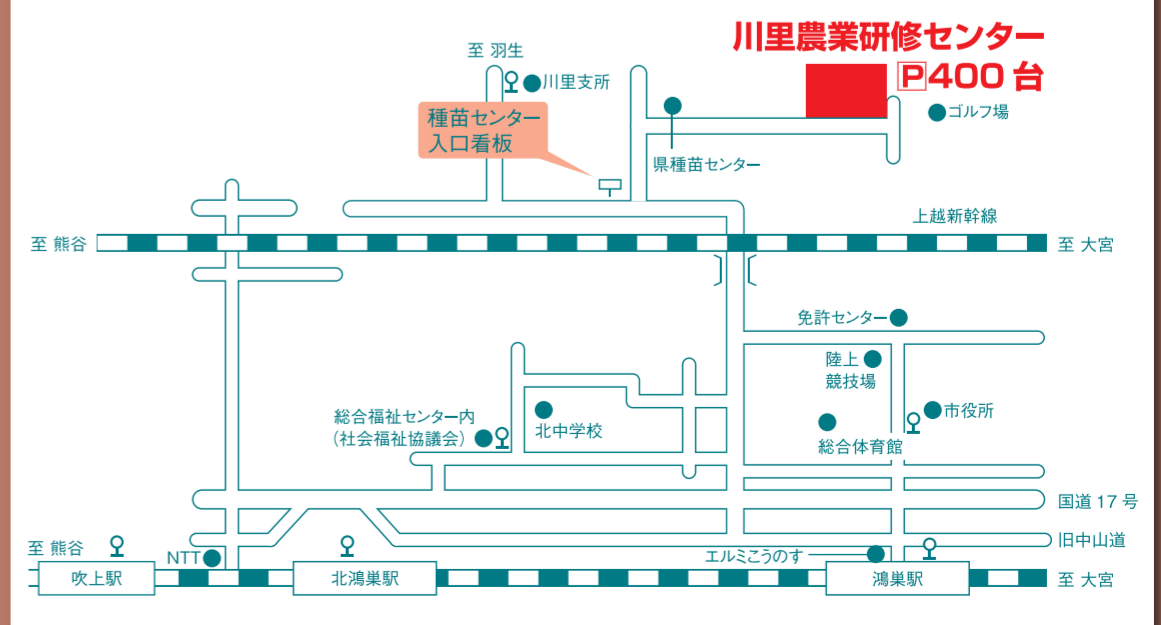 川里農業研修センター
P400台
至 羽生
川里支所
種苗センター
入口看板
ゴルフ場
県種苗センター
上越新幹線
至 熊谷
至 大宮
免許センター
陸上
競技場
総合福祉センター内
(社会福祉協議会)
北中学校
市役所
総合体育館
国道 17 号
至 熊谷
NTT
エルミこうのす
旧中山道
吹上駅
北鴻巣駅
鴻巣駅
至 大宮